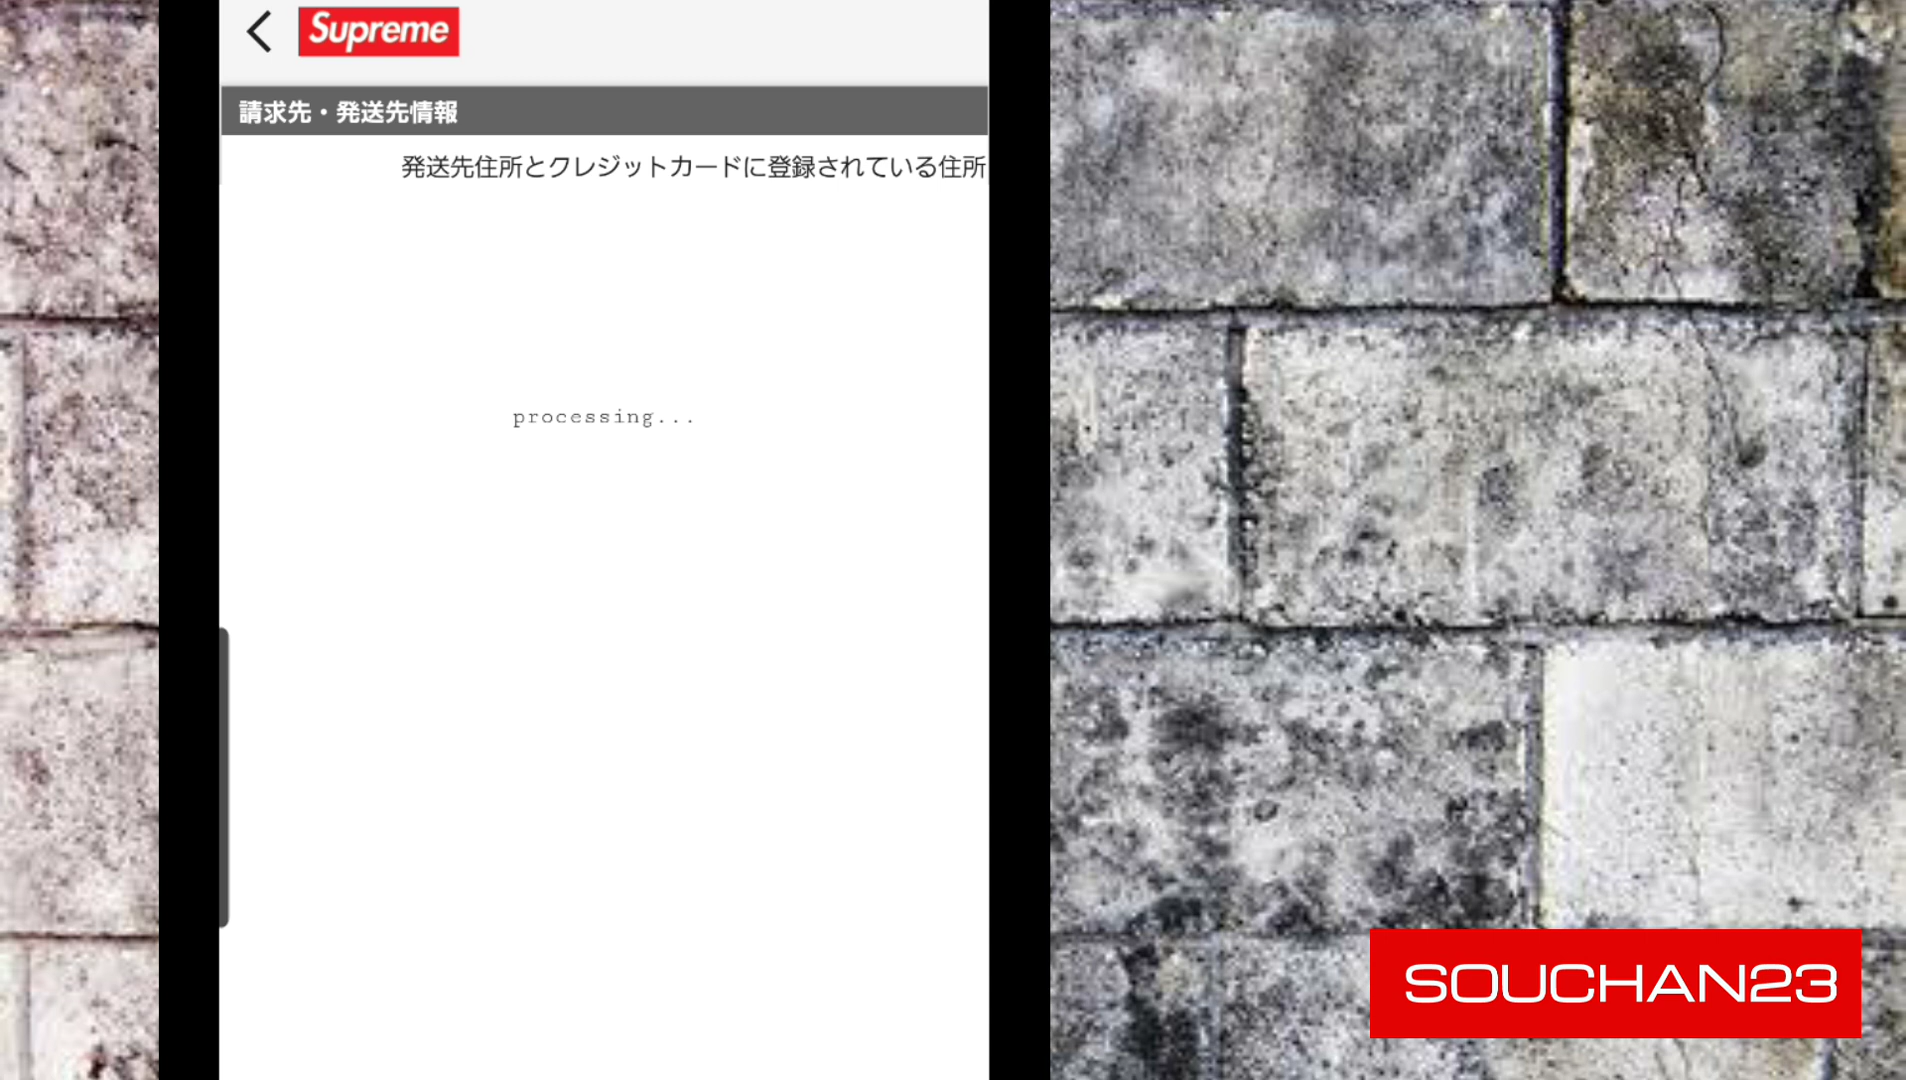 Supreme
請求先・発送先情報
発送先住所とクレジットカードに登録されている住所
processing...
SOUCHAN23